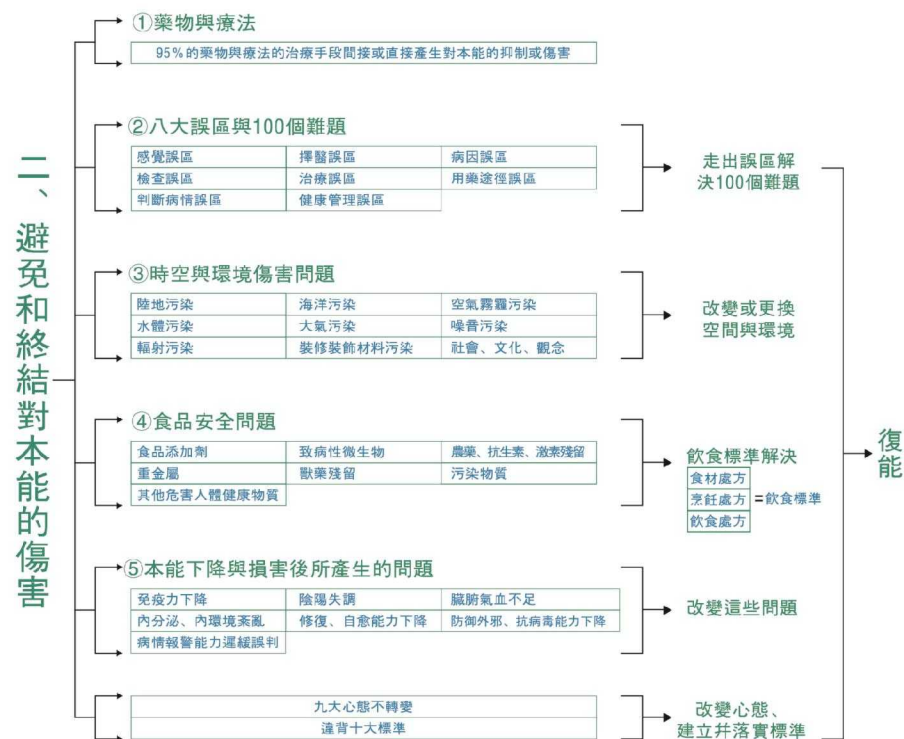 二、避免和終結對本能的傷害
①藥物與療法
95%的藥物與療法的治療手段間接或直接產生對本能的抑制或傷害
②八大誤區與100個難題
感覺誤區 擇醫誤區 病因誤區
檢查誤區 治療誤區 用藥途徑誤區
判斷病情誤區 健康管理誤區
走出誤區解
決100個難題
③時空與環境傷害問題
陸地污染 海洋污染 空氣霧霾污染
水體污染 大氣污染 噪音污染
輻射污染 裝修裝飾材料污染 社會、文化、觀念
改變或更換
空間與環境
④食品安全問題
食品添加劑 致病性微生物 農藥、抗生素、激素殘留
重金屬 獸藥殘留 污染物質
其他危害人體健康物質
飲食標準解決
食材處方
烹飪處方 =飲食標準
飲食處方
⑤本能下降與損害後所產生的問題
免疫力下降 陰陽失調 臟腑氣血不足
內分泌、內環境紊亂 修復、自愈能力下降 防御外邪、抗病毒能力下降
病情報警能力遲緩誤判
改變這些問題
九大心態不轉變
違背十大標準
改變心態、
建立并落實標準
復能